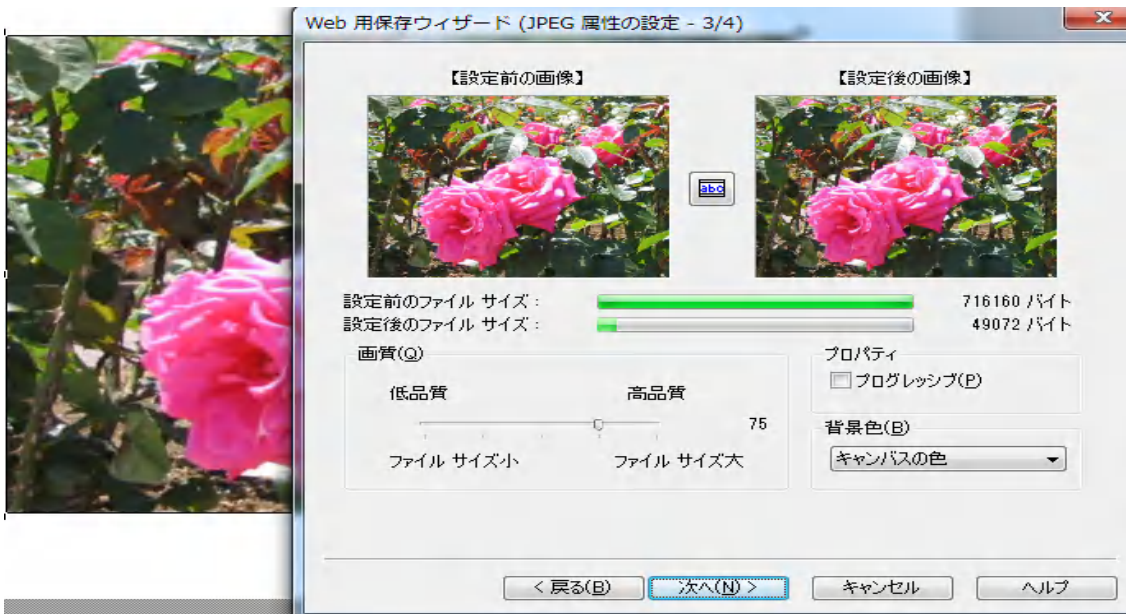 Web 用保存ウィザード (JPEG 属性の設定 - 3/4)
【設定前の画像】 【設定後の画像】
abc
設定前のファイル サイズ : 716160 バイト
設定後のファイル サイズ : 49072 バイト
画質(Q)
低品質 高品質
75
ファイル サイズ小 ファイル サイズ大
プロパティ
プログレッシブ(P)
背景色(B)
キャンバスの色
< 戻る(B) 次へ(N) > キャンセル ヘルプ